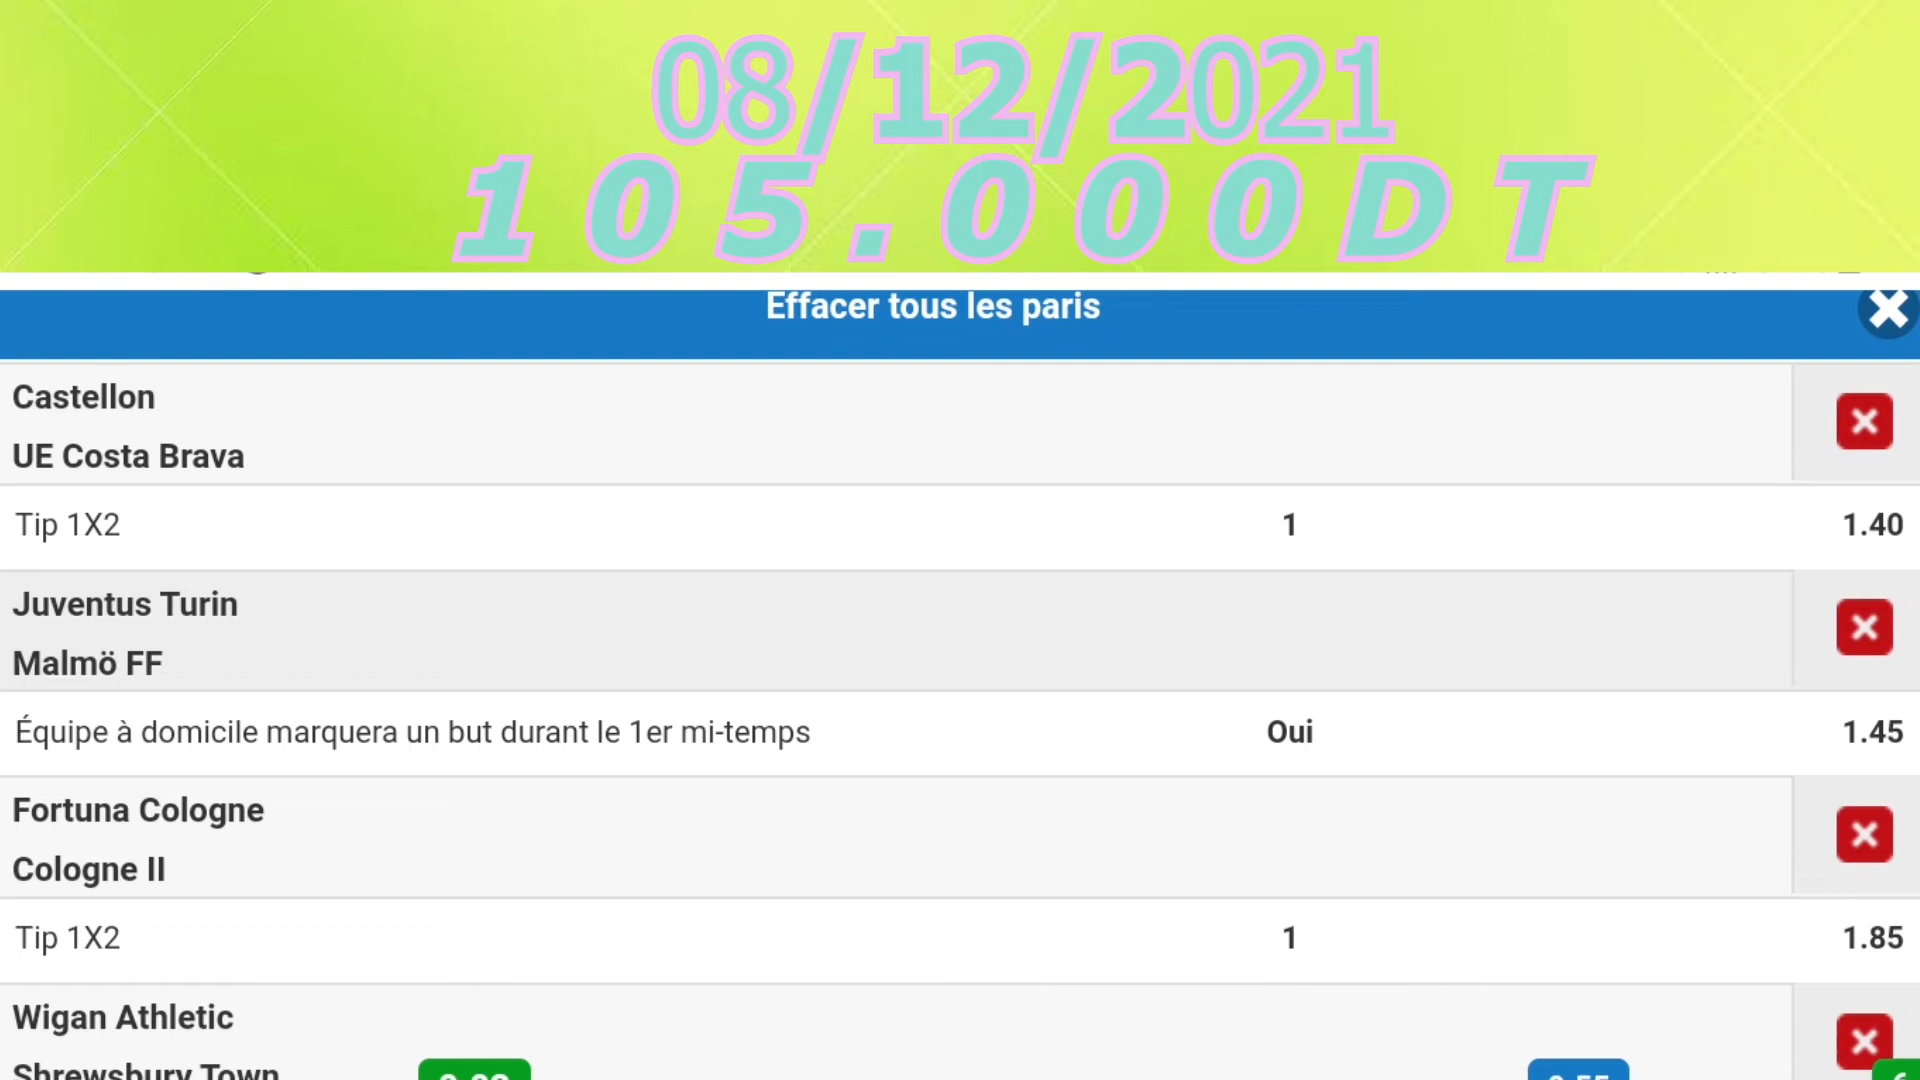 08/12/2021
105.000DT
Effacer tous les paris
Castellon
UE Costa Brava
Tip 1X2 1 1.40
Juventus Turin
Malmö FF
Équipe à domicile marquera un but durant le 1er mi-temps Oui 1.45
Fortuna Cologne
Cologne II
Tip 1X2 1 1.85
Wigan Athletic
Shrewsbury Town